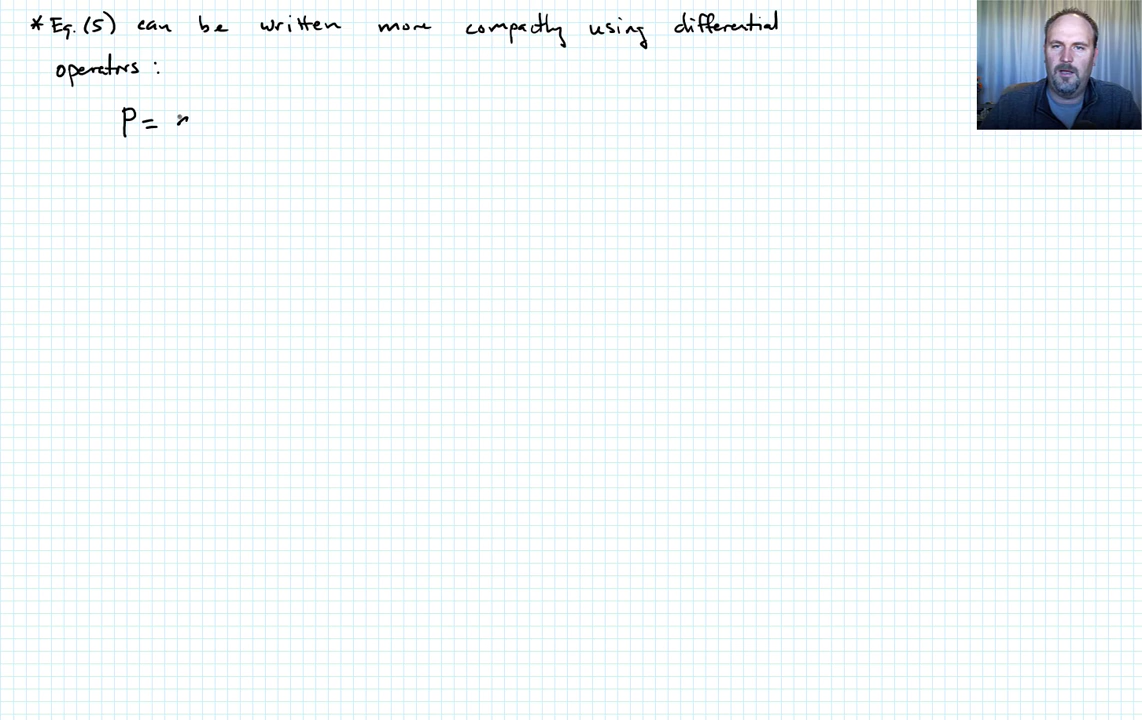 * Eq. (5) can be written more compactly using differential
operators :
P =